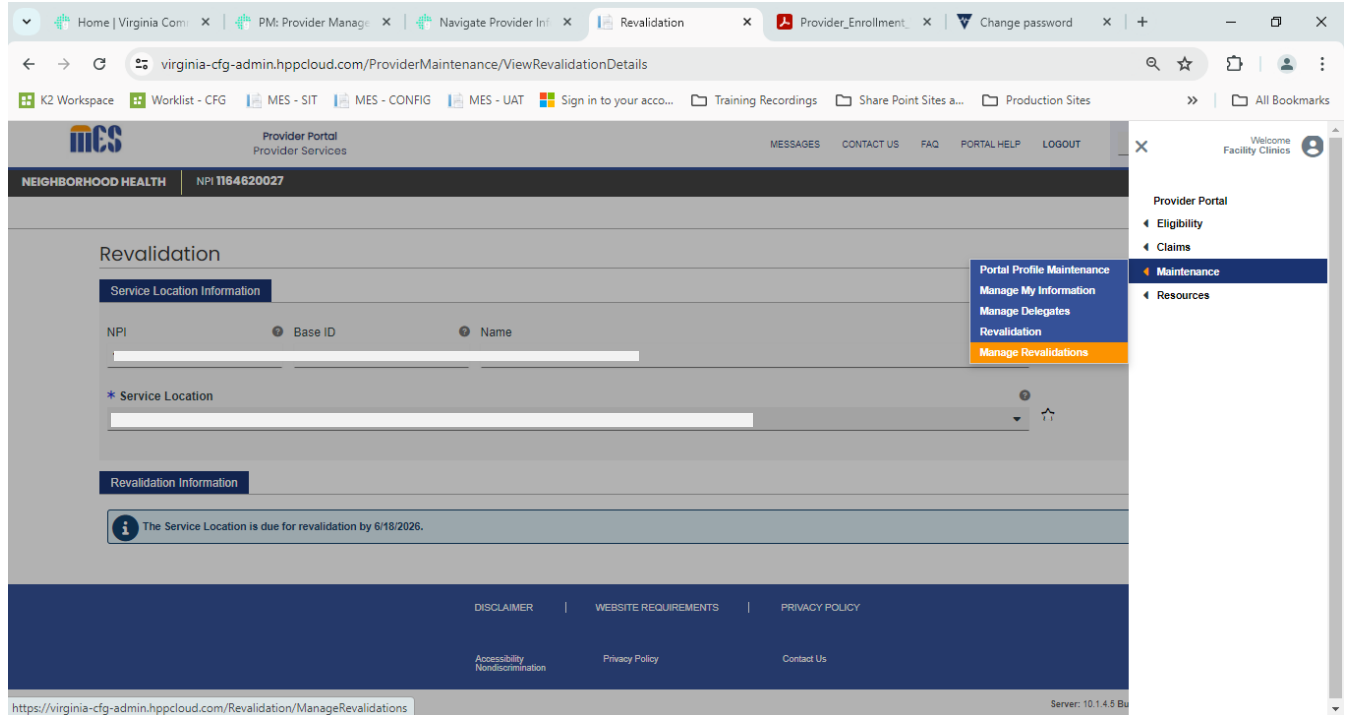 Home | Virginia Com
PM: Provider Manage
Navigate Provider Inf
Revalidation
Provider_Enrollment_
Change password
virginia-cfg-admin.hppcloud.com/ProviderMaintenance/ViewRevalidationDetails
K2 Workspace
Worklist - CFG
MES - SIT
MES - CONFIG
MES - UAT
Sign in to your acco...
Training Recordings
Share Point Sites a...
Production Sites
»
All Bookmarks
mES
Provider Portal
Provider Services
MESSAGES
CONTACT US
FAQ
PORTAL HELP
LOGOUT
Welcome
Facility Clinics
NEIGHBORHOOD HEALTH
NPI 1164620027
Provider Portal
Eligibility
Claims
Maintenance
Resources
Portal Profile Maintenance
Manage My Information
Manage Delegates
Revalidation
Manage Revalidations
Revalidation
Service Location Information
NPI
Base ID
Name
* Service Location
Revalidation Information
The Service Location is due for revalidation by 6/18/2026.
DISCLAIMER | WEBSITE REQUIREMENTS | PRIVACY POLICY
Accessibility
Nondiscrimination
Privacy Policy
Contact Us
Server: 10.1.4.5 Bu
https://virginia-cfg-admin.hppcloud.com/Revalidation/ManageRevalidations